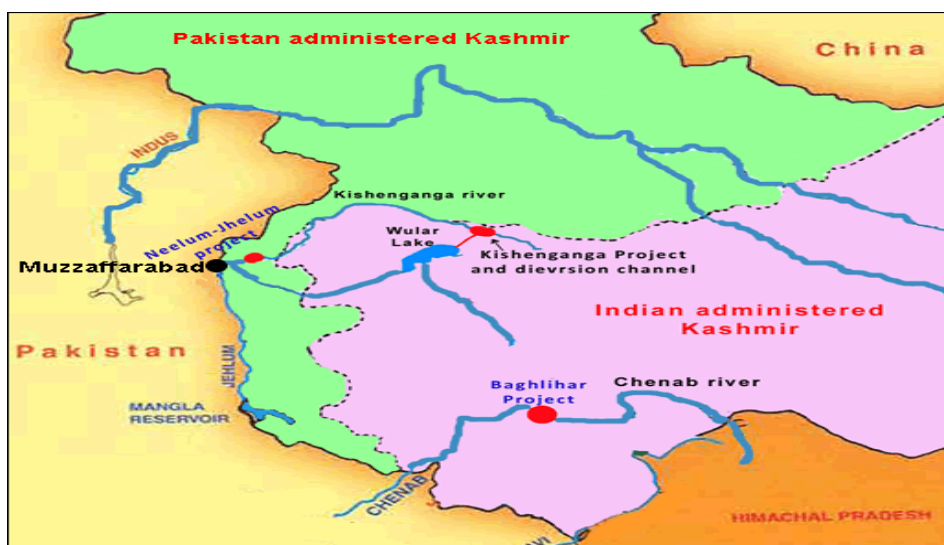 Pakistan administered Kashmir
China
INDUS
Kishenganga river
Neelum-Jhelum
project
Wular
Lake
Muzzaffarabad
Kishenganga Project
and dievrsion channel
Indian administered
Kashmir
Pakistan
JEHLUM
Baghlihar
Project
Chenab river
MANGLA
RESERVOIR
CHENAB
HIMACHAL PRADESH